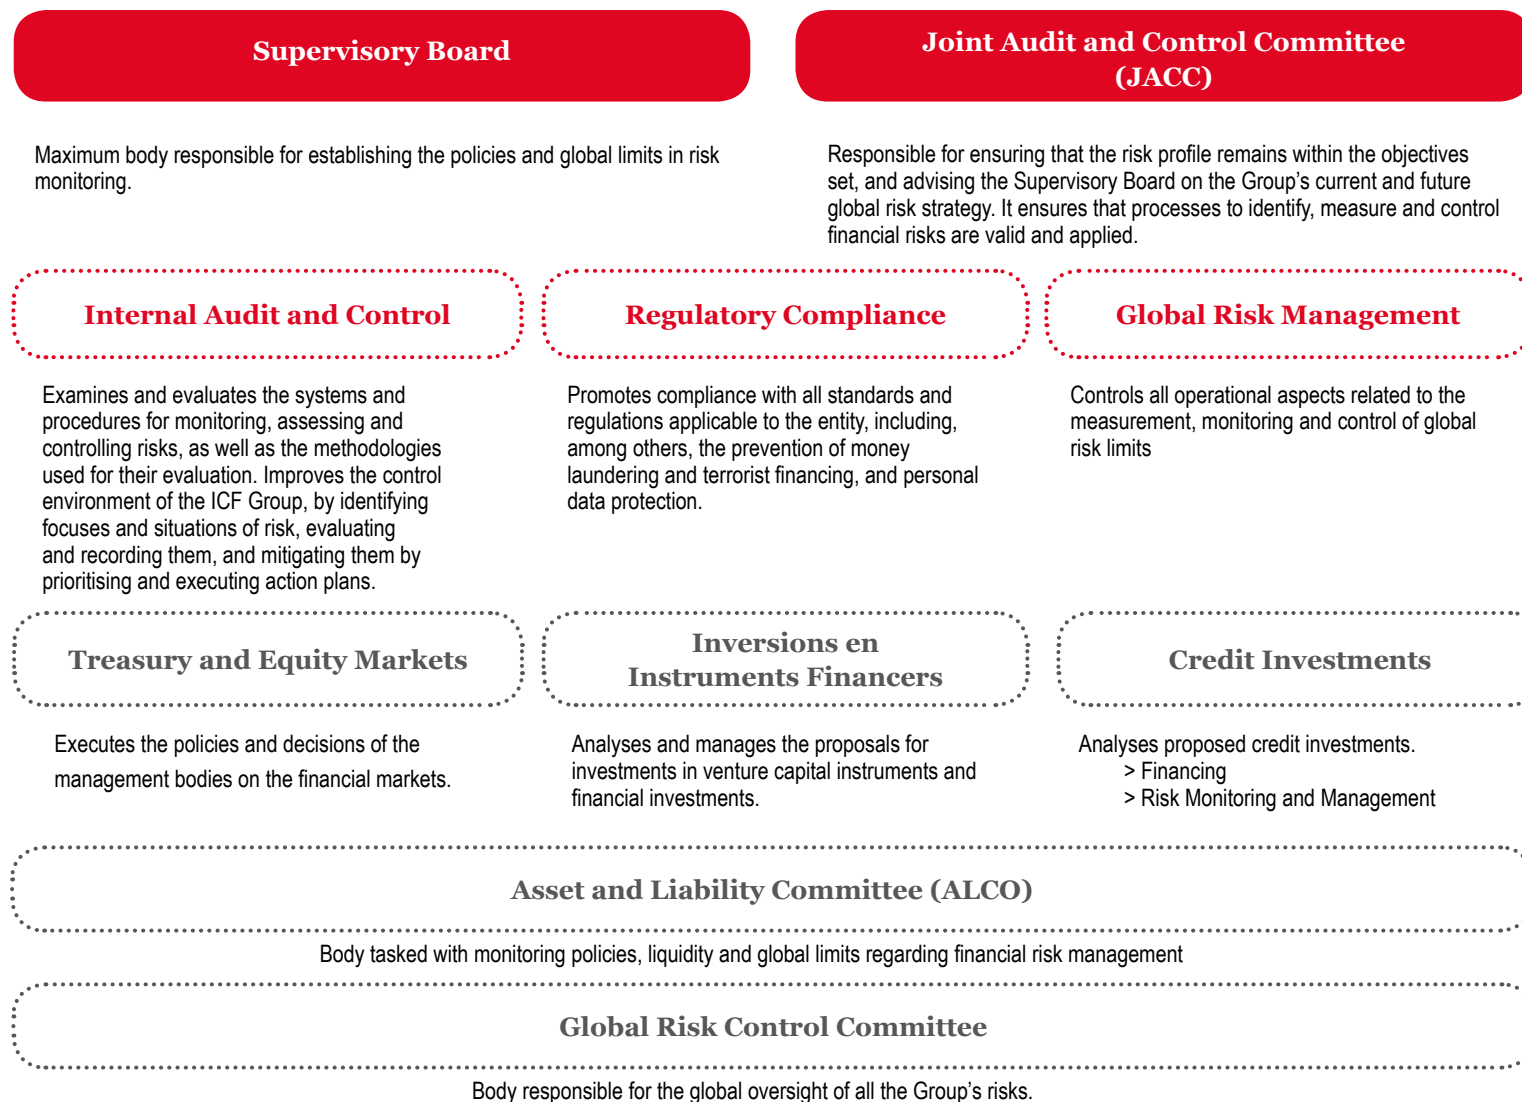 Supervisory Board
Maximum body responsible for establishing the policies and global limits in risk
monitoring.
Joint Audit and Control Committee
(JACC)
Responsible for ensuring that the risk profile remains within the objectives
set, and advising the Supervisory Board on the Group’s current and future
global risk strategy. It ensures that processes to identify, measure and control
financial risks are valid and applied.
Internal Audit and Control
Examines and evaluates the systems and
procedures for monitoring, assessing and
controlling risks, as well as the methodologies
used for their evaluation. Improves the control
environment of the ICF Group, by identifying
focuses and situations of risk, evaluating
and recording them, and mitigating them by
prioritising and executing action plans.
Regulatory Compliance
Promotes compliance with all standards and
regulations applicable to the entity, including,
among others, the prevention of money
laundering and terrorist financing, and personal
data protection.
Global Risk Management
Controls all operational aspects related to the
measurement, monitoring and control of global
risk limits
Treasury and Equity Markets
Executes the policies and decisions of the
management bodies on the financial markets.
Inversions en
Instruments Financers
Analyses and manages the proposals for
investments in venture capital instruments and
financial investments.
Credit Investments
Analyses proposed credit investments.
> Financing
> Risk Monitoring and Management
Asset and Liability Committee (ALCO)
Body tasked with monitoring policies, liquidity and global limits regarding financial risk management
Global Risk Control Committee
Body responsible for the global oversight of all the Group’s risks.